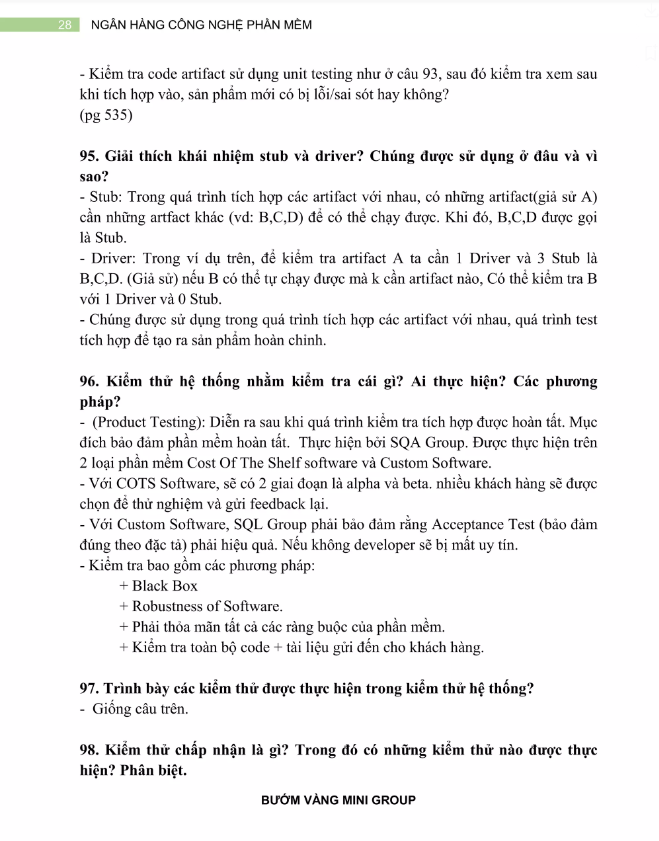 28 NGÂN HÀNG CÔNG NGHỆ PHẦN MỀM
- Kiểm tra code artifact sử dụng unit testing như ở câu 93, sau đó kiểm tra xem sau
khi tích hợp vào, sản phẩm mới có bị lỗi/sai sót hay không?
(pg 535)
95. Giải thích khái niệm stub và driver? Chúng được sử dụng ở đâu và vì
sao?
- Stub: Trong quá trình tích hợp các artifact với nhau, có những artifact(giả sử A)
cần những artfact khác (vd: B,C,D) để có thể chạy được. Khi đó, B,C,D được gọi
là Stub.
- Driver: Trong ví dụ trên, để kiểm tra artifact A ta cần 1 Driver và 3 Stub là
B,C,D. (Giả sử) nếu B có thể tự chạy được mà k cần artifact nào, Có thể kiểm tra B
với 1 Driver và 0 Stub.
- Chúng được sử dụng trong quá trình tích hợp các artifact với nhau, quá trình test
tích hợp để tạo ra sản phẩm hoàn chỉnh.
96. Kiểm thử hệ thống nhằm kiểm tra cái gì? Ai thực hiện? Các phương
pháp?
- (Product Testing): Diễn ra sau khi quá trình kiểm tra tích hợp được hoàn tất. Mục
đích bảo đảm phần mềm hoàn tất. Thực hiện bởi SQA Group. Được thực hiện trên
2 loại phần mềm Cost Of The Shelf software và Custom Software.
- Với COTS Software, sẽ có 2 giai đoạn là alpha và beta. nhiều khách hàng sẽ được
chọn để thử nghiệm và gửi feedback lại.
- Với Custom Software, SQL Group phải bảo đảm rằng Acceptance Test (bảo đảm
đúng theo đặc tả) phải hiệu quả. Nếu không developer sẽ bị mất uy tín.
- Kiểm tra bao gồm các phương pháp:
+ Black Box
+ Robustness of Software.
+ Phải thỏa mãn tất cả các ràng buộc của phần mềm.
+ Kiểm tra toàn bộ code + tài liệu gửi đến cho khách hàng.
97. Trình bày các kiểm thử được thực hiện trong kiểm thử hệ thống?
- Giống câu trên.
98. Kiểm thử chấp nhận là gì? Trong đó có những kiểm thử nào được thực
hiện? Phân biệt.
BƯỚM VÀNG MINI GROUP